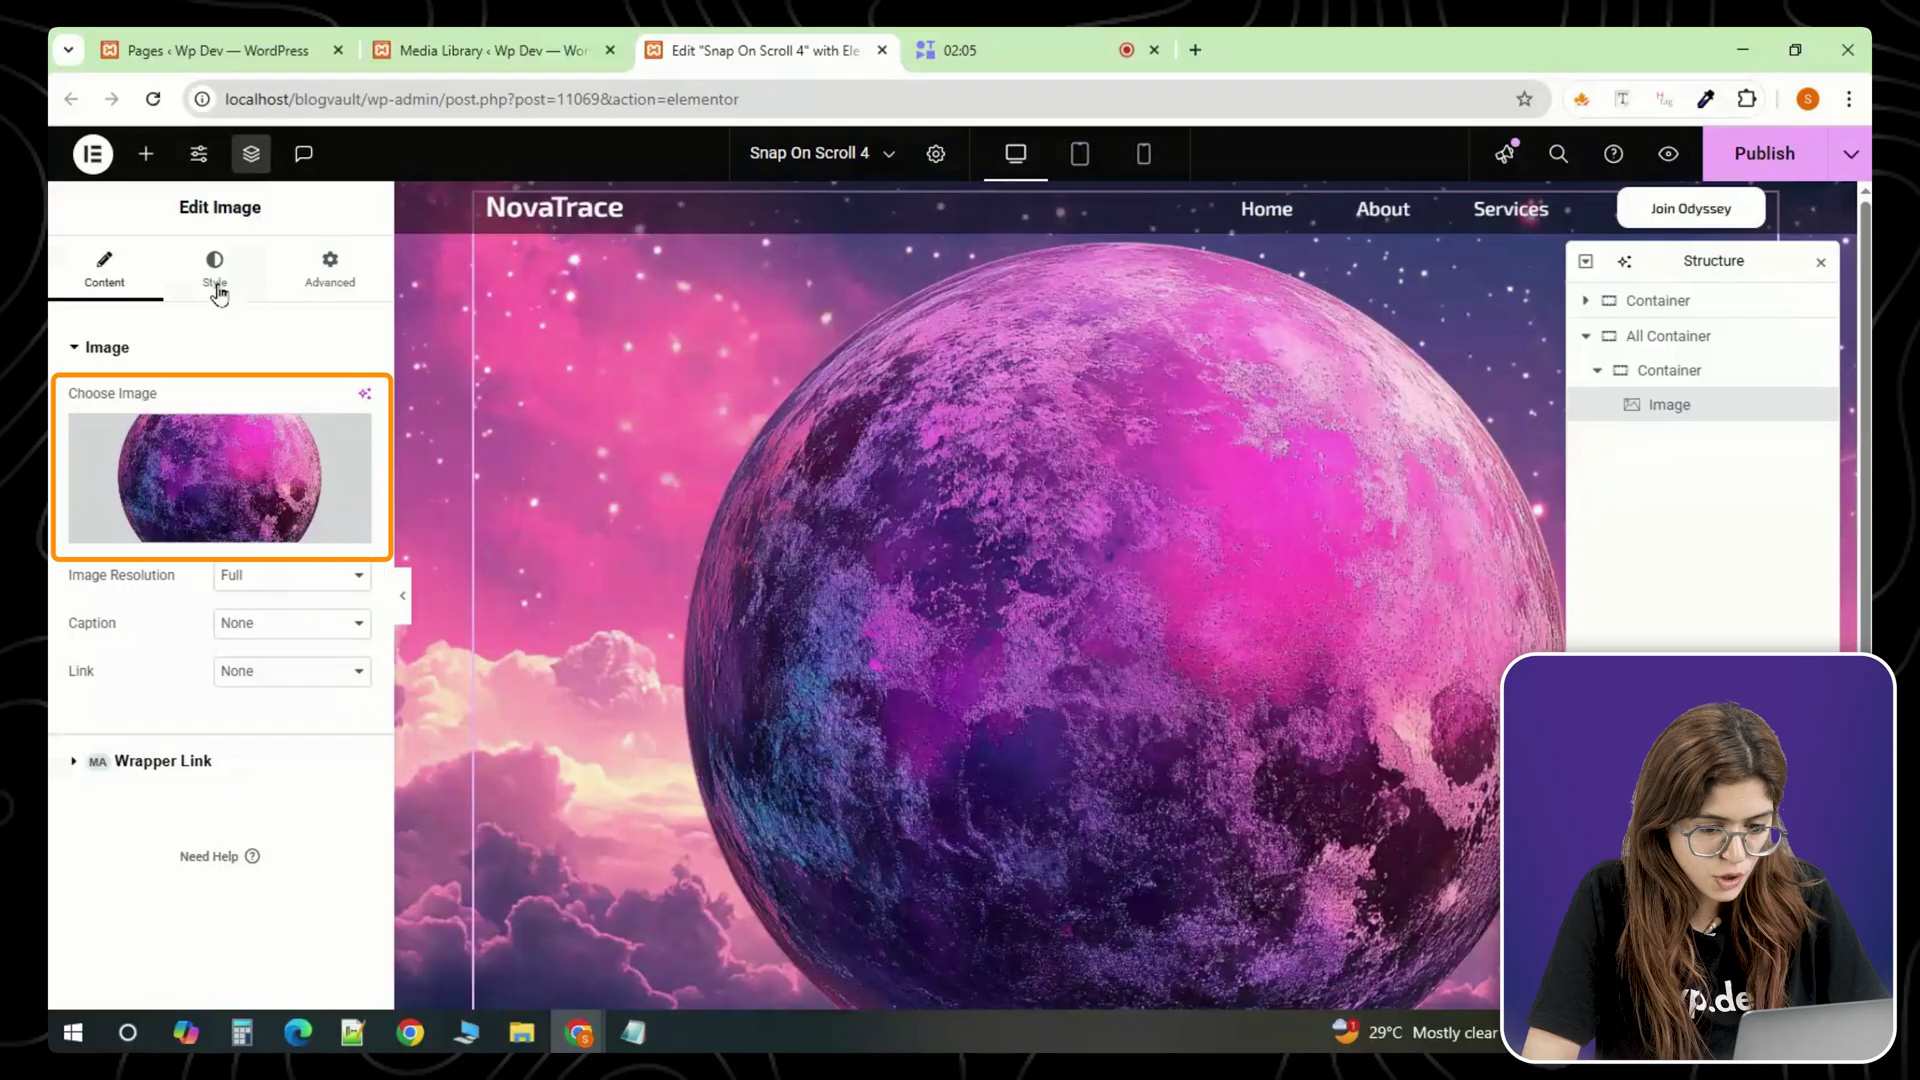 Pages ‹ Wp Dev — WordPress
Media Library ‹ Wp Dev — Wor
Edit "Snap On Scroll 4" with Ele
02:05
localhost/blogvault/wp-admin/post.php?post=11069&action=elementor
S
Snap On Scroll 4
Publish
Edit Image
Content
Style
Advanced
Image
Choose Image
Image Resolution
Full
Caption
None
Link
None
MA Wrapper Link
Need Help
NovaTrace
Home
About
Services
Join Odyssey
Structure
Container
All Container
Container
Image
29°C Mostly clear
p.de